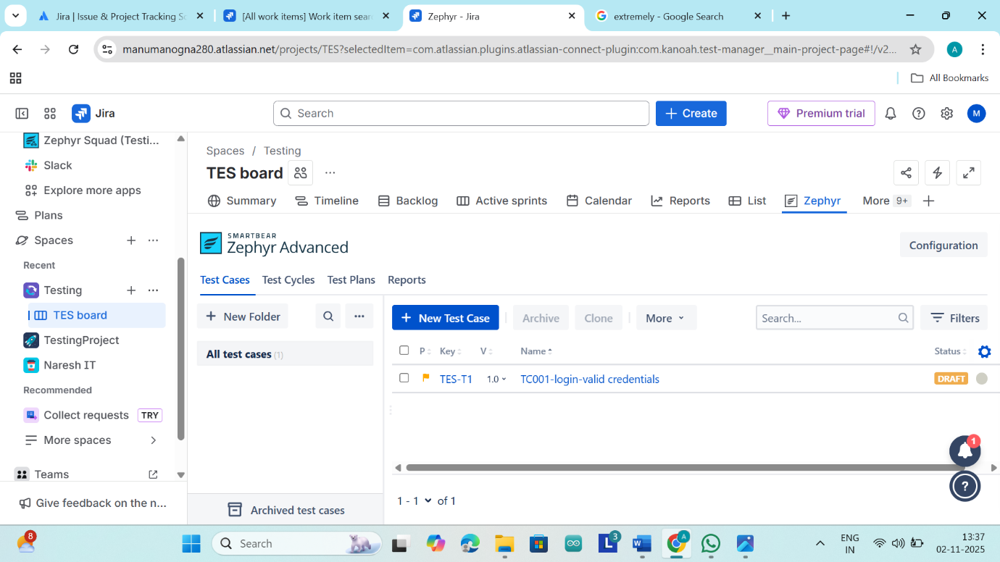 Jira | Issue & Project Tracking So
[All work items] Work item sear
Zephyr - Jira
extremely - Google Search
manumanogna280.atlassian.net/projects/TES?selectedItem=com.atlassian.plugins.atlassian-connect-plugin:com.kanoah.test-manager__main-project-page#!/v2...
A
All Bookmarks
Jira
Search
Create
Premium trial
M
Zephyr Squad (Testi...
Slack
Explore more apps
Plans
Spaces
Recent
Testing
TES board
TestingProject
Naresh IT
Recommended
Collect requests TRY
More spaces
Teams
Give feedback on the n...
Spaces / Testing
TES board
Summary Timeline Backlog Active sprints Calendar Reports List Zephyr More 9+
SMARTBEAR
Zephyr Advanced
Configuration
Test Cases Test Cycles Test Plans Reports
New Folder
All test cases (1)
Archived test cases
New Test Case Archive Clone More Search... Filters
P Key V Name Status
TES-T1 1.0 TC001-login-valid credentials DRAFT
1
?
1 - 1 of 1
8
Search
L 3
A
ENG
IN
13:37
02-11-2025